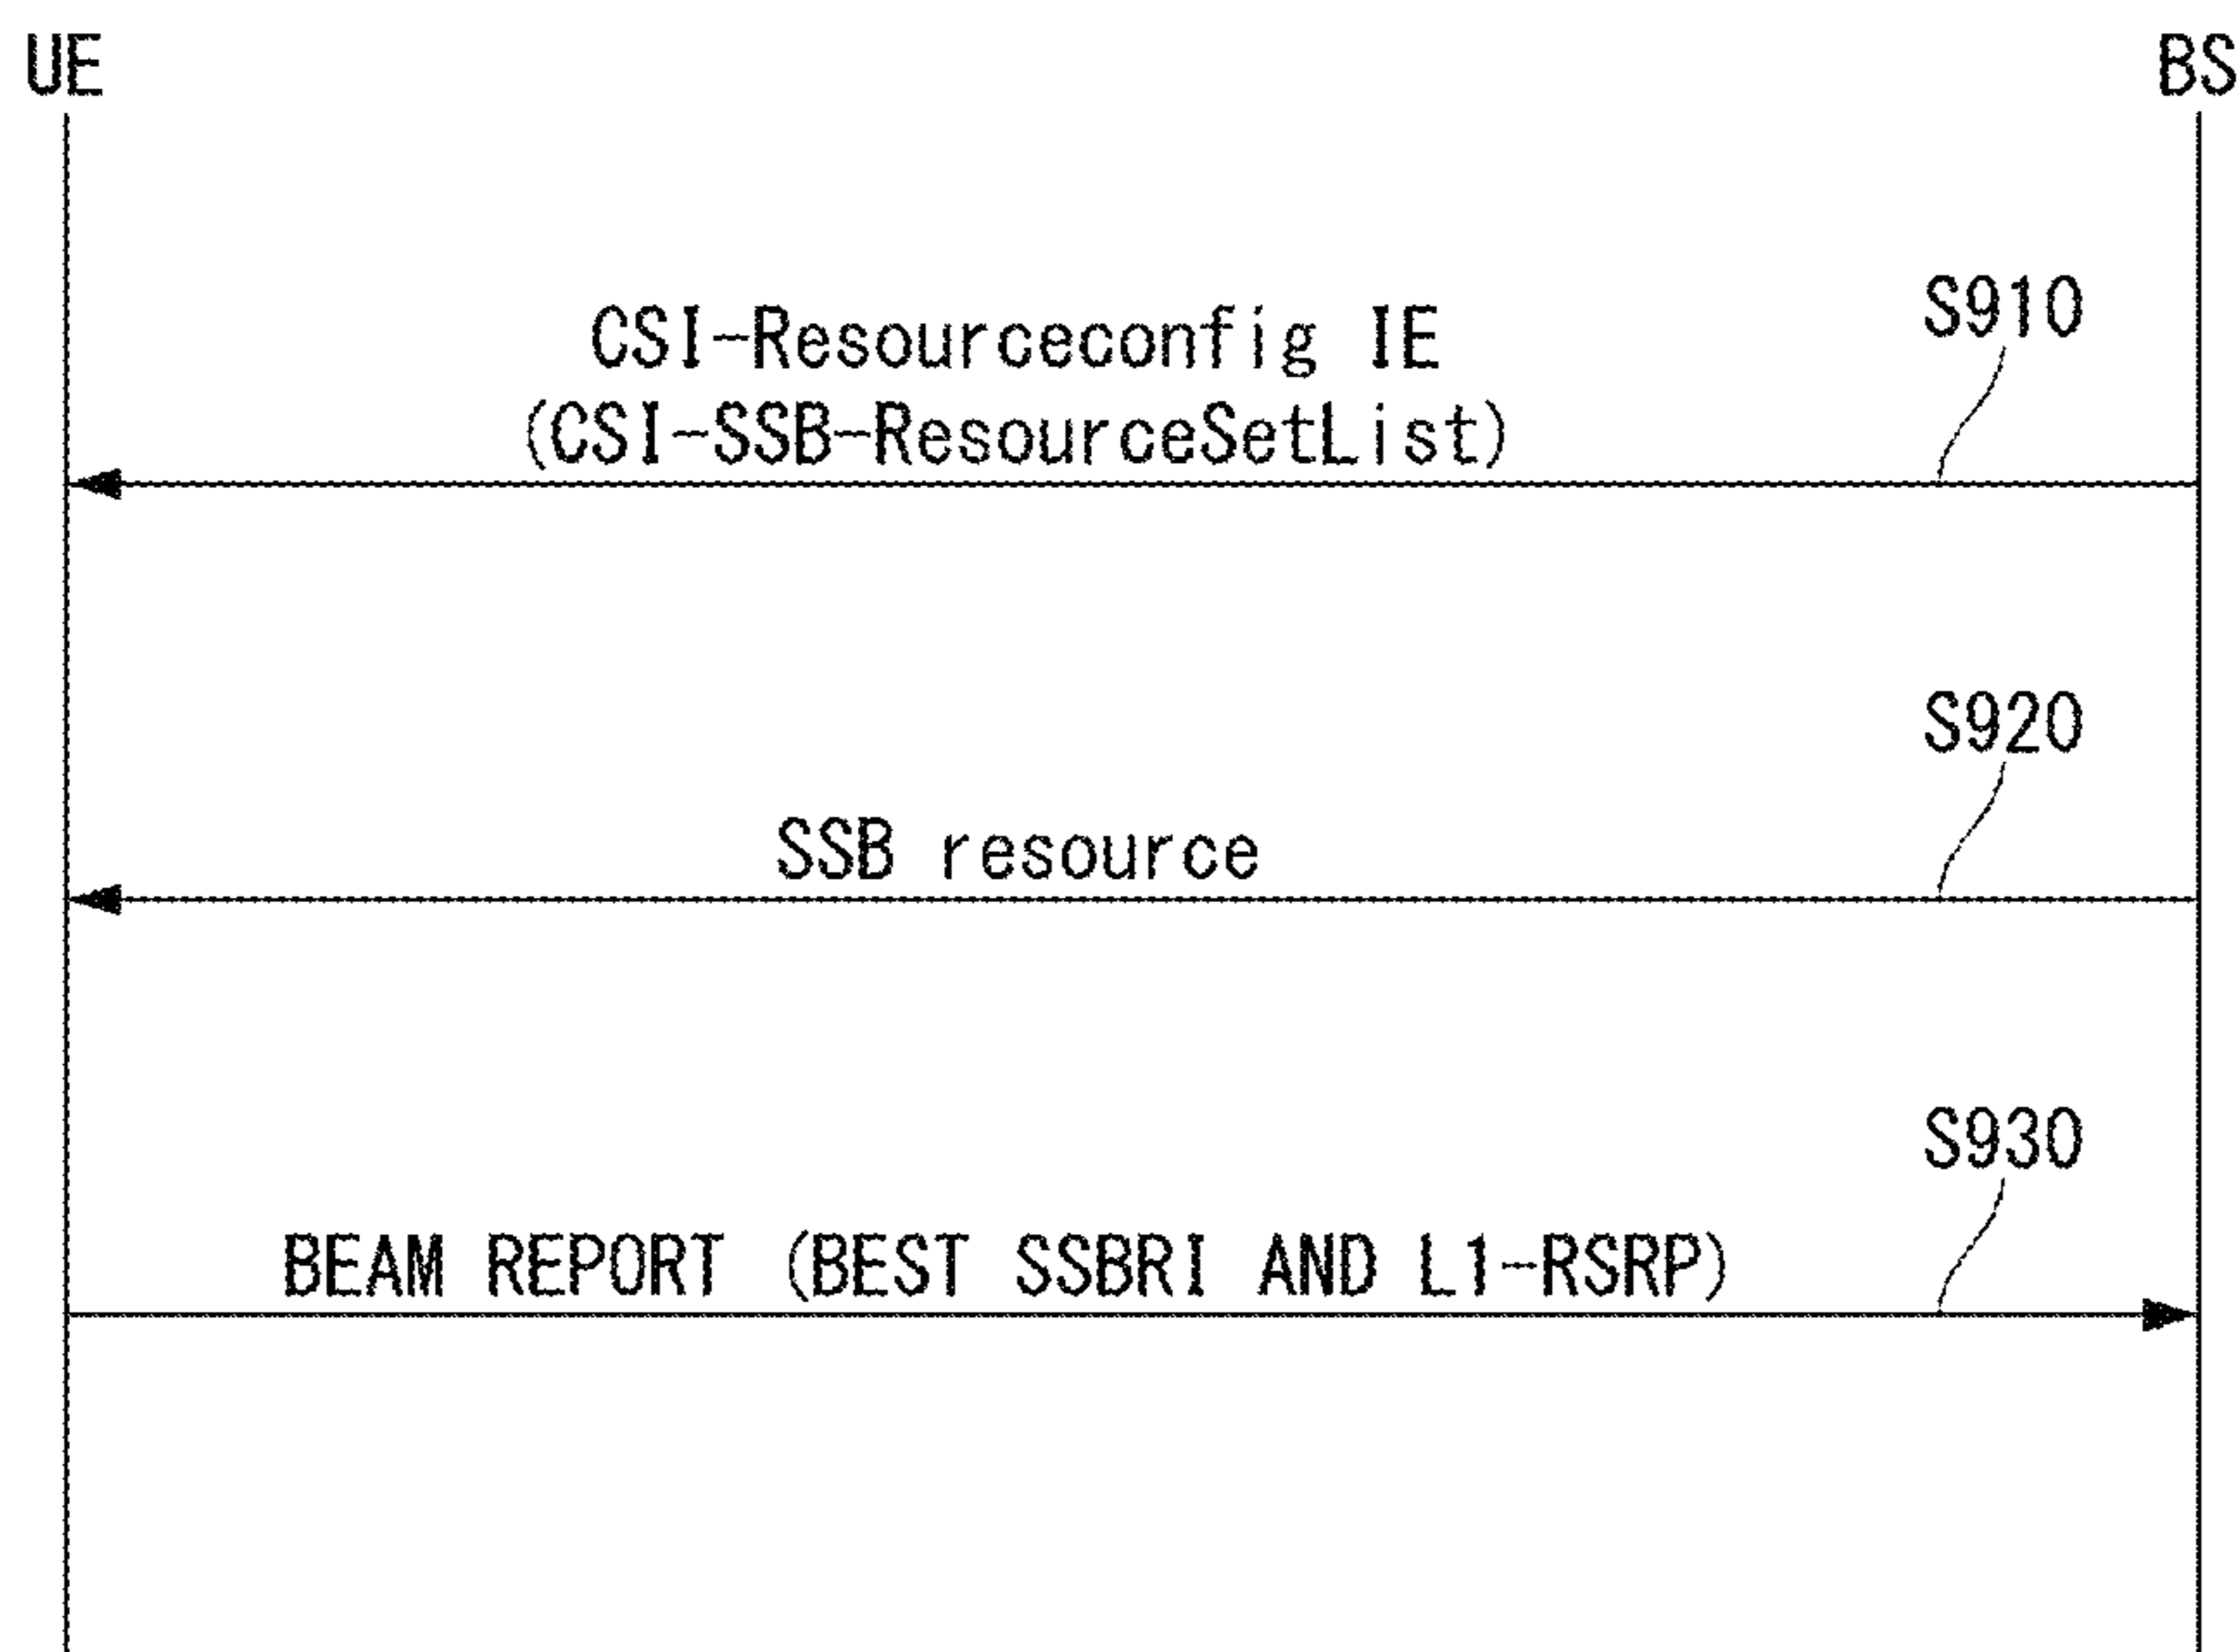 UE
BS
S910
CSI-Resourceconfig IE
(CSI-SSB-ResourceSetList)
S920
SSB resource
S930
BEAM REPORT (BEST SSBRI AND L1-RSRP)